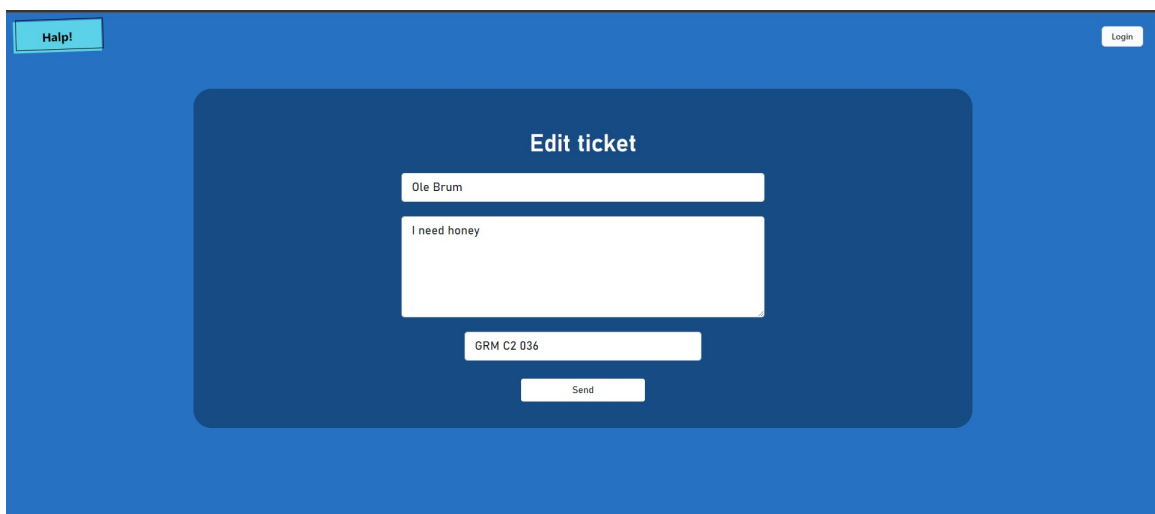 Halp!
Login
Edit ticket
Ole Brum
I need honey
GRM C2 036
Send